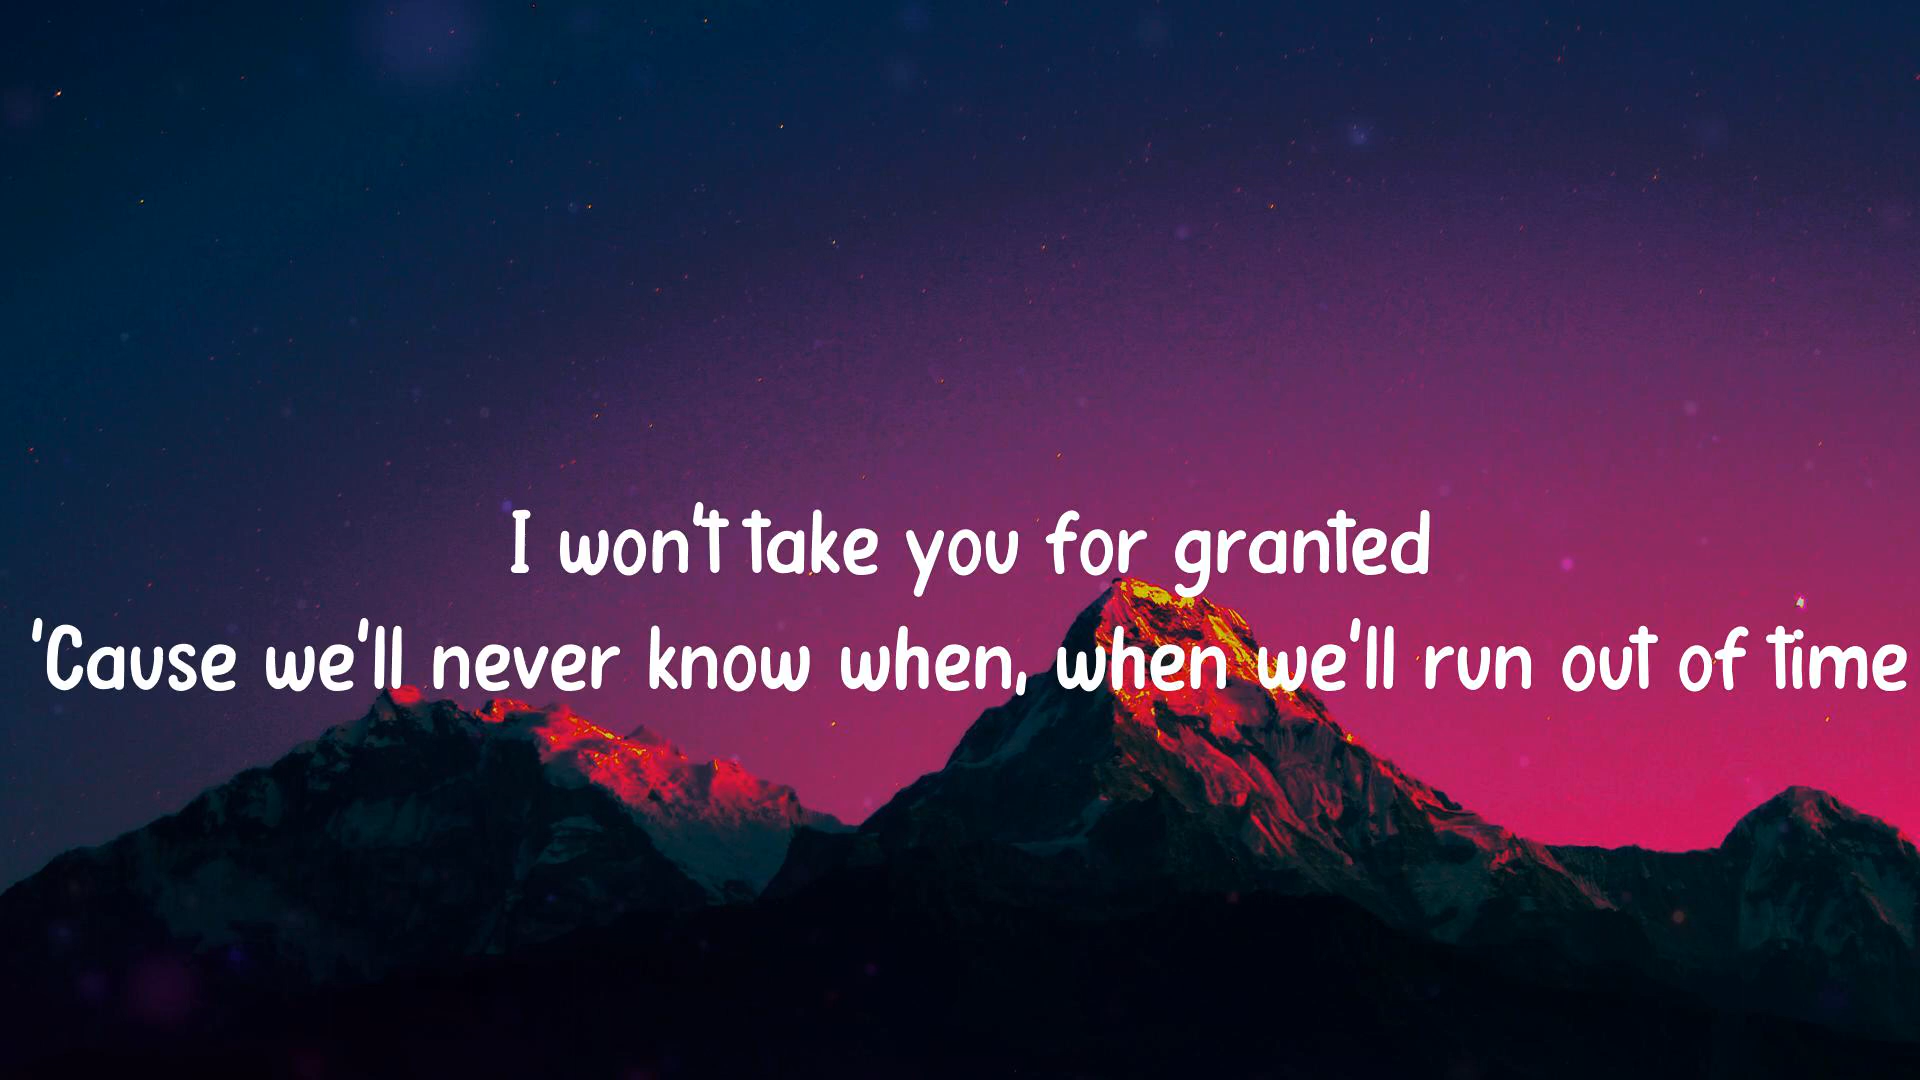 I won't take you for granted
'Cause we'll never know when, when we'll run out of time